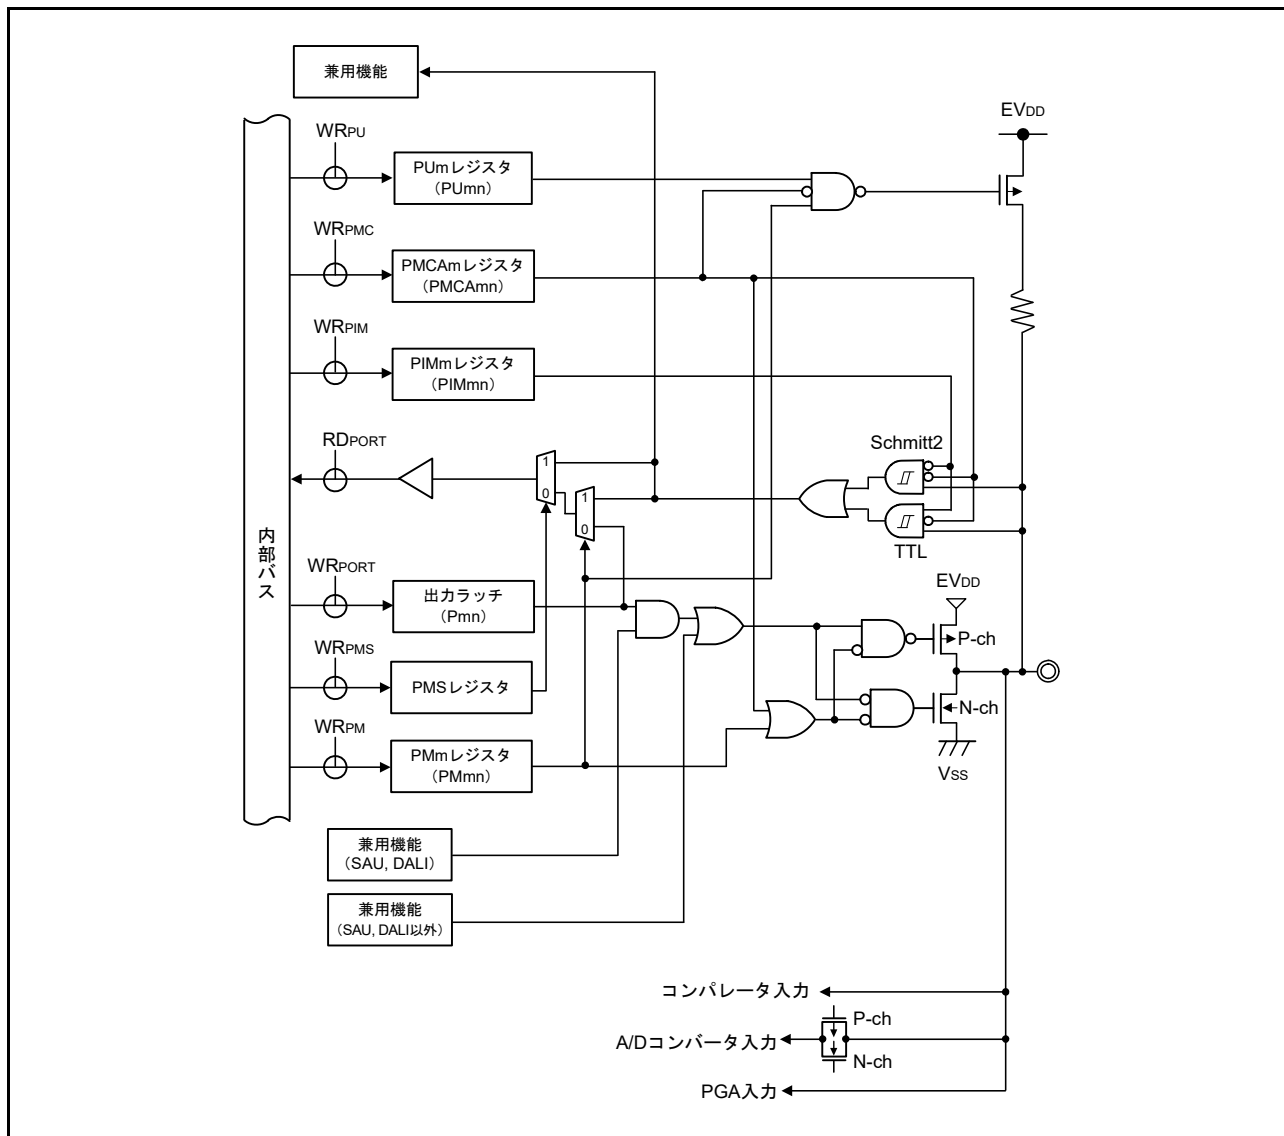 兼用機能
EVDD
WRPU
PUmレジスタ
(PUmn)
WRPMC
PMCAmレジスタ
(PMCAmn)
WRPIM
PIMmレジスタ
(PIMmn)
RDPORT
1
0
1
0
Schmitt2
TTL
内部バス
WRPORT
出力ラッチ
(Pmn)
EVDD
P-ch
WRPMS
PMSレジスタ
N-ch
WRPM
PMmレジスタ
(PMmn)
VSS
兼用機能
(SAU, DALI)
兼用機能
(SAU, DALI以外)
コンパレータ入力
P-ch
A/Dコンバータ入力
N-ch
PGA入力